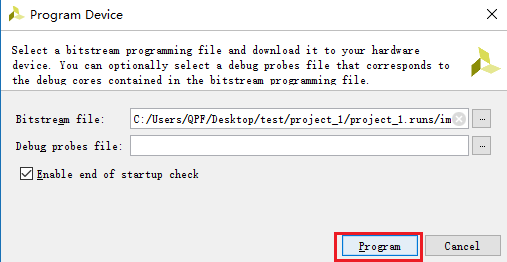 Program Device
Select a bitstream programming file and download it to your hardware
device. You can optionally select a debug probes file that corresponds to
the debug cores contained in the bitstream programming file.
Bitstream file: C:/Users/QPF/Desktop/test/project_1/project_1.runs/im ...
Debug probes file: ...
Enable end of startup check
Program Cancel